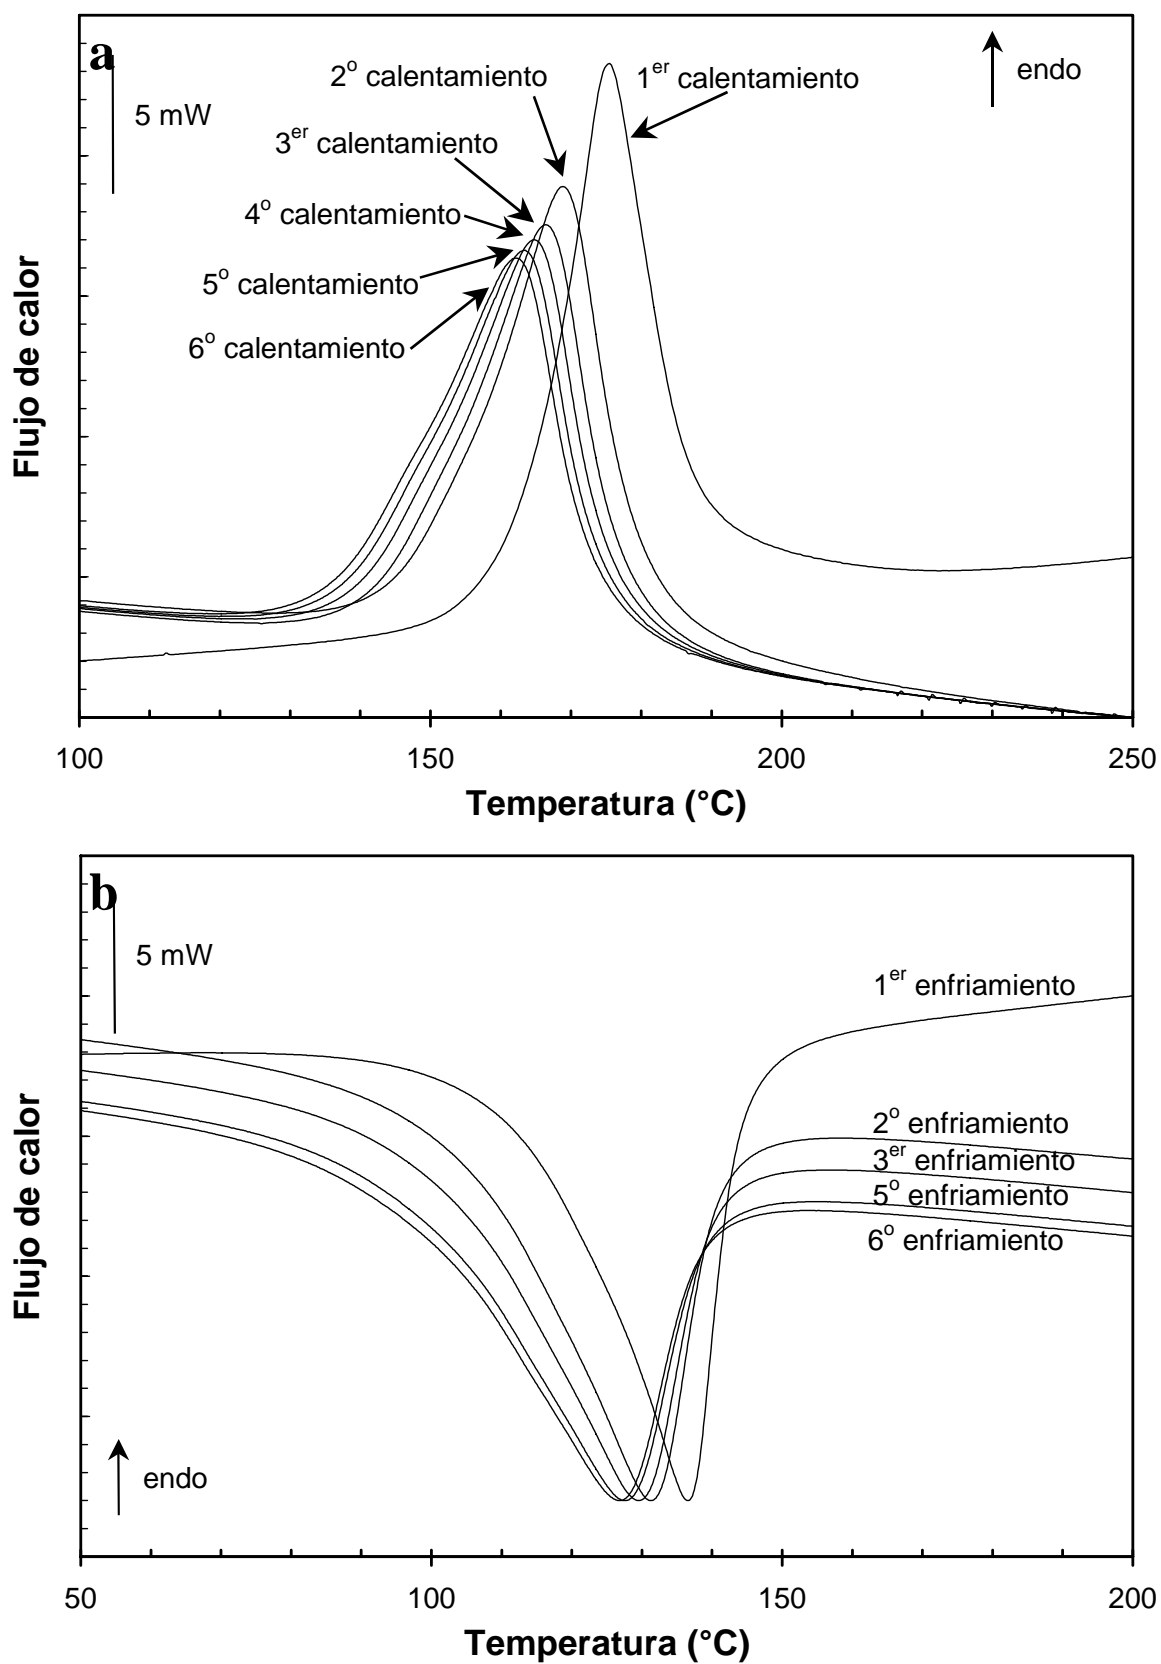 a
5 mW
2º calentamiento
1er calentamiento
endo
3er calentamiento
4º calentamiento
5º calentamiento
6º calentamiento
Flujo de calor
100 150 200 250
Temperatura (°C)
b
5 mW
1er enfriamiento
2º enfriamiento
3er enfriamiento
5º enfriamiento
6º enfriamiento
Flujo de calor
endo
50 100 150 200
Temperatura (°C)